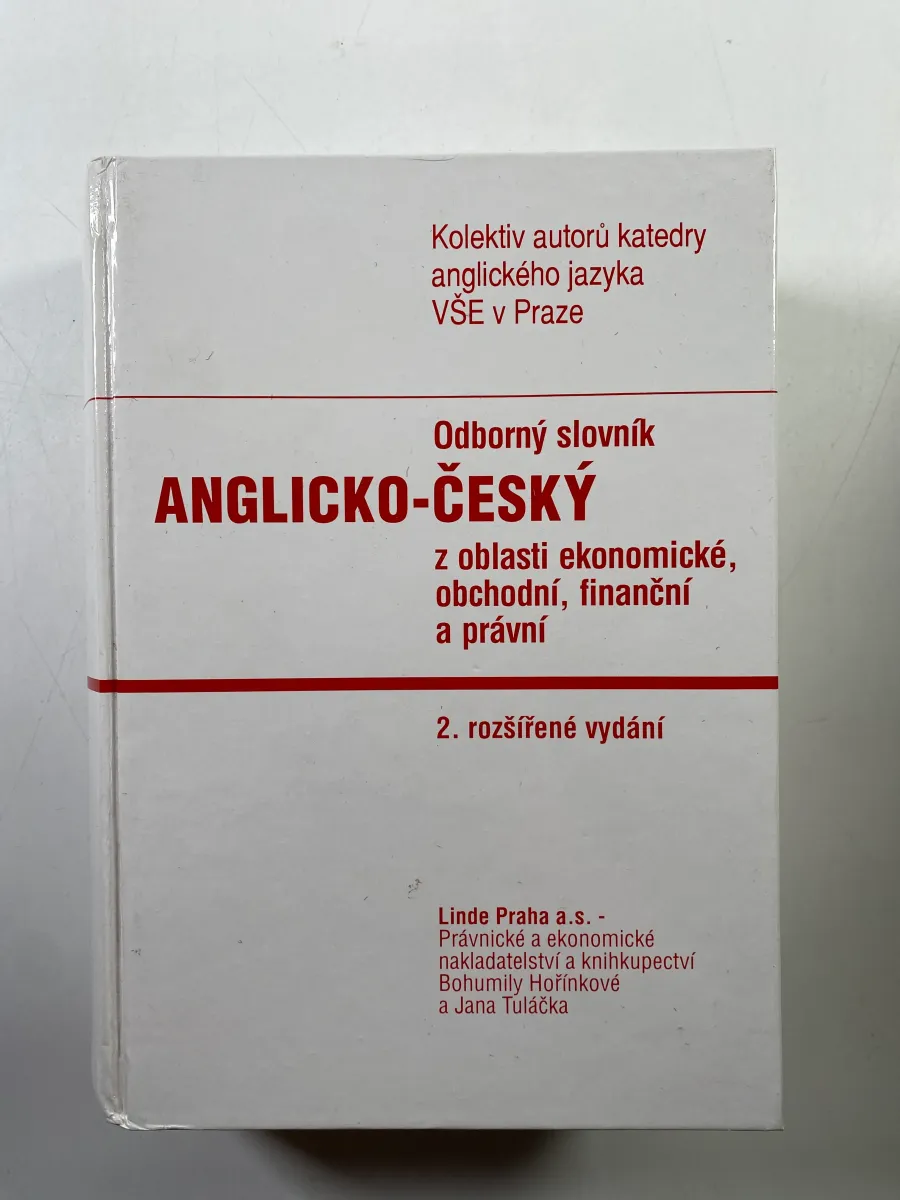 Kolektiv autorů katedry
anglického jazyka
VŠE v Praze
Odborný slovník
ANGLICKO-ČESKÝ
z oblasti ekonomické,
obchodní, finanční
a právní
2. rozšířené vydání
Linde Praha a.s. -
Právnické a ekonomické
nakladatelství a knihkupectví
Bohumily Hořínkové
a Jana Tuláčka